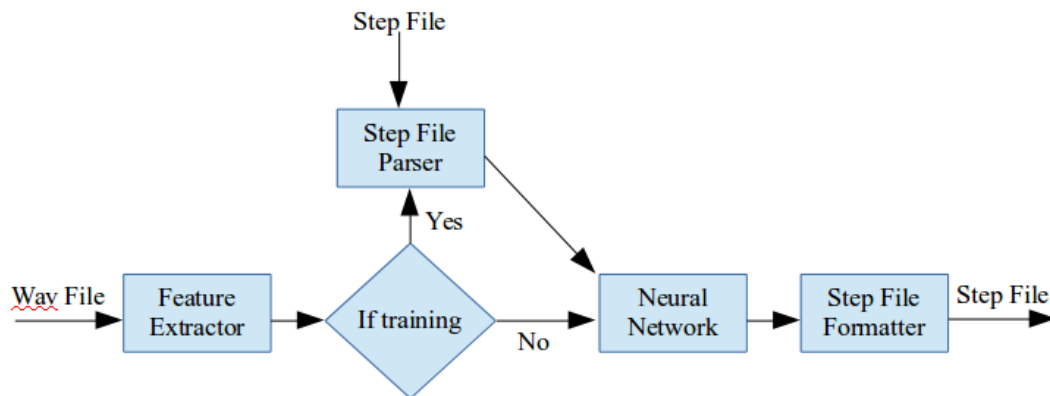 Step File
Step File
Parser
Yes
Wav File
Feature
Extractor
If training
No
Neural
Network
Step File
Formatter
Step File